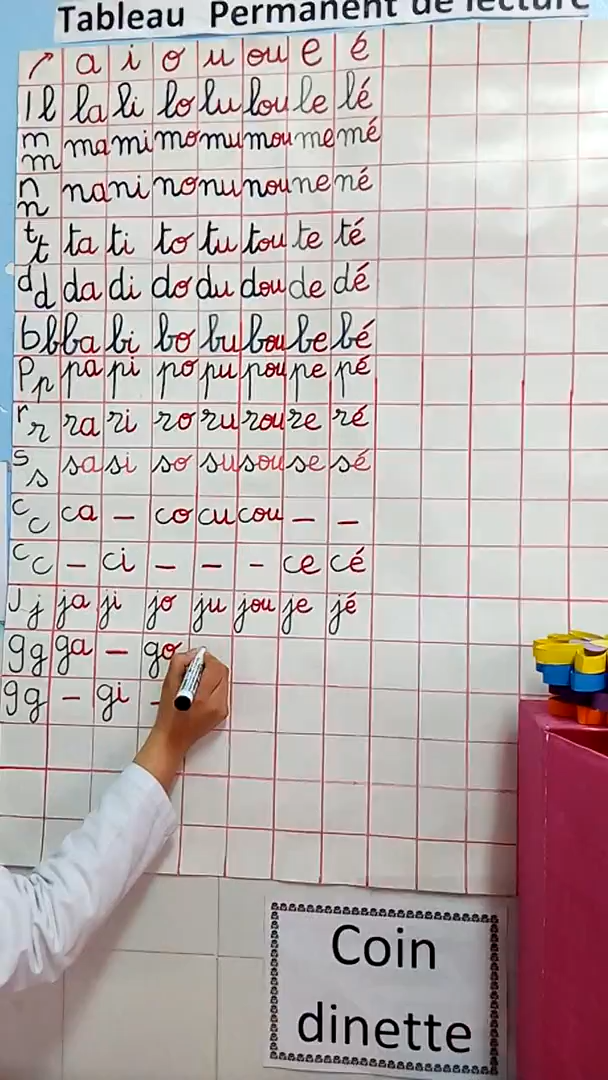 Tableau Permanent de lecture
a i o u ou e é
l l la li lo lu lou le lé
m m ma mi mo mu mou me mé
n n na ni no nu nou ne né
t t ta ti to tu tou te té
d d da di do du dou de dé
b b ba bi bo bu bou be bé
p p pa pi po pu pou pe pé
r r ra ri ro ru rou re ré
s s sa si so su sou se sé
c c ca – co cu cou – –
c c – ci – – – ce cé
J j ja ji jo ju jou je jé
g g ga – go
g g – gi –
Coin
dinette